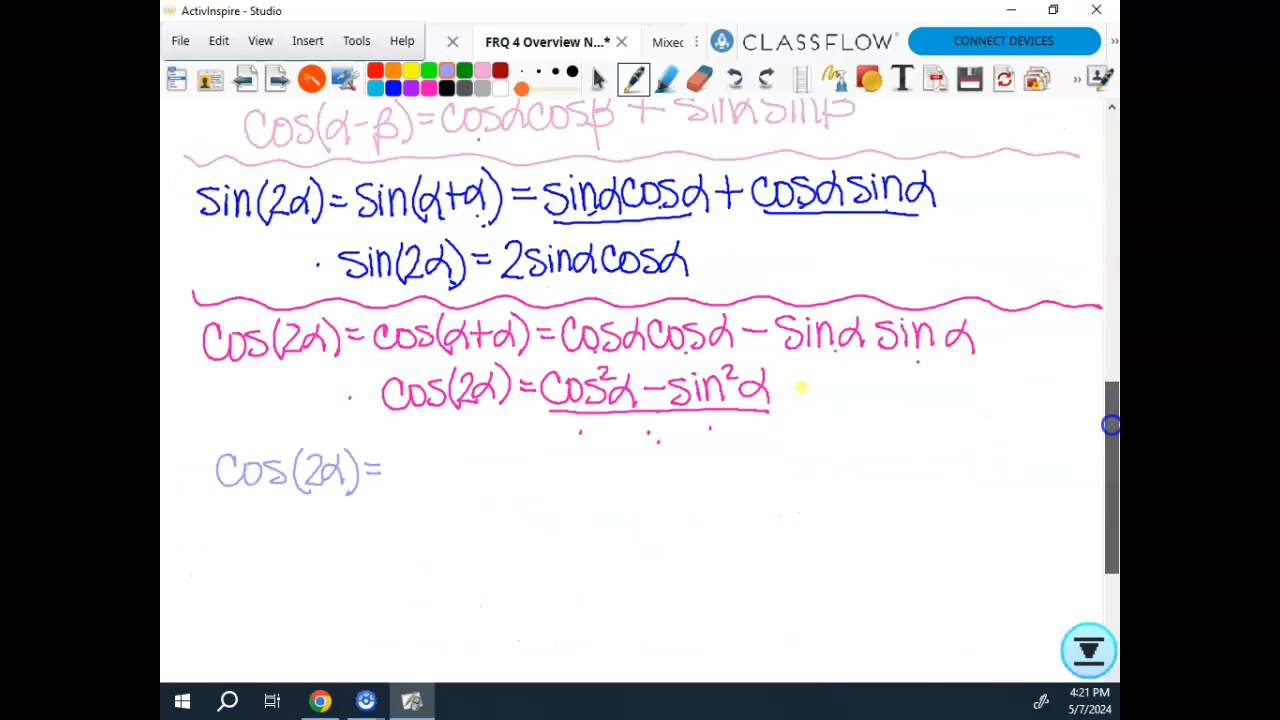 ActivInspire - Studio
File Edit View Insert Tools Help FRQ 4 Overview N...* Mixec CLASSFLOW CONNECT DEVICES
cos(α-β)=cosαcosβ + sinαsinβ
sin(2α)=sin(α+α)=sinαcosα+cosαsinα
sin(2α)=2sinαcosα
cos(2α)=cos(α+α)=cosαcosα-sinα sin α
cos(2α)=cos²α-sin²α
cos(2α)=
4:21 PM
5/7/2024